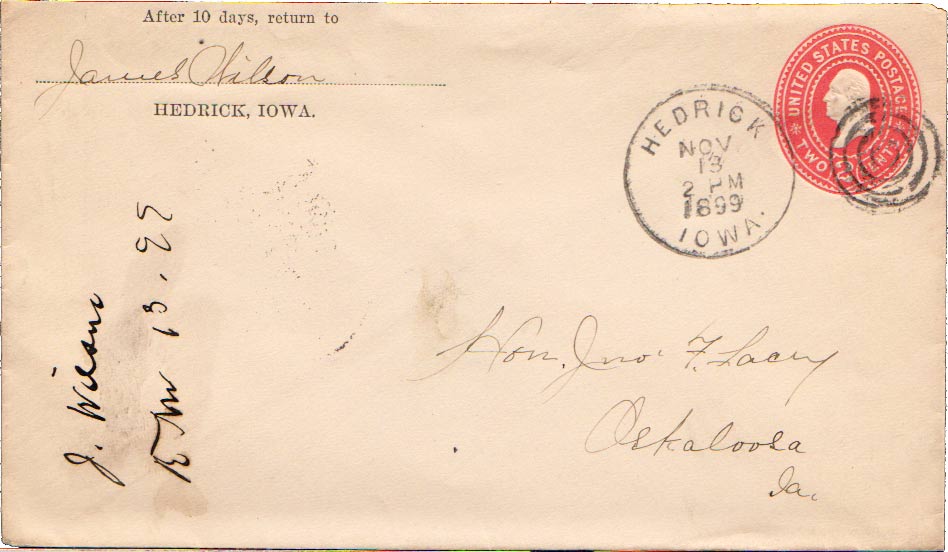 After 10 days, return to
James Wilson
HEDRICK, IOWA.
UNITED STATES POSTAGE
TWO CENTS
HEDRICK
NOV
13
2 PM
1899
IOWA.
Hon. Jno. F. Lacey
Oskaloosa
Ia.
J. Wilson
13, 99